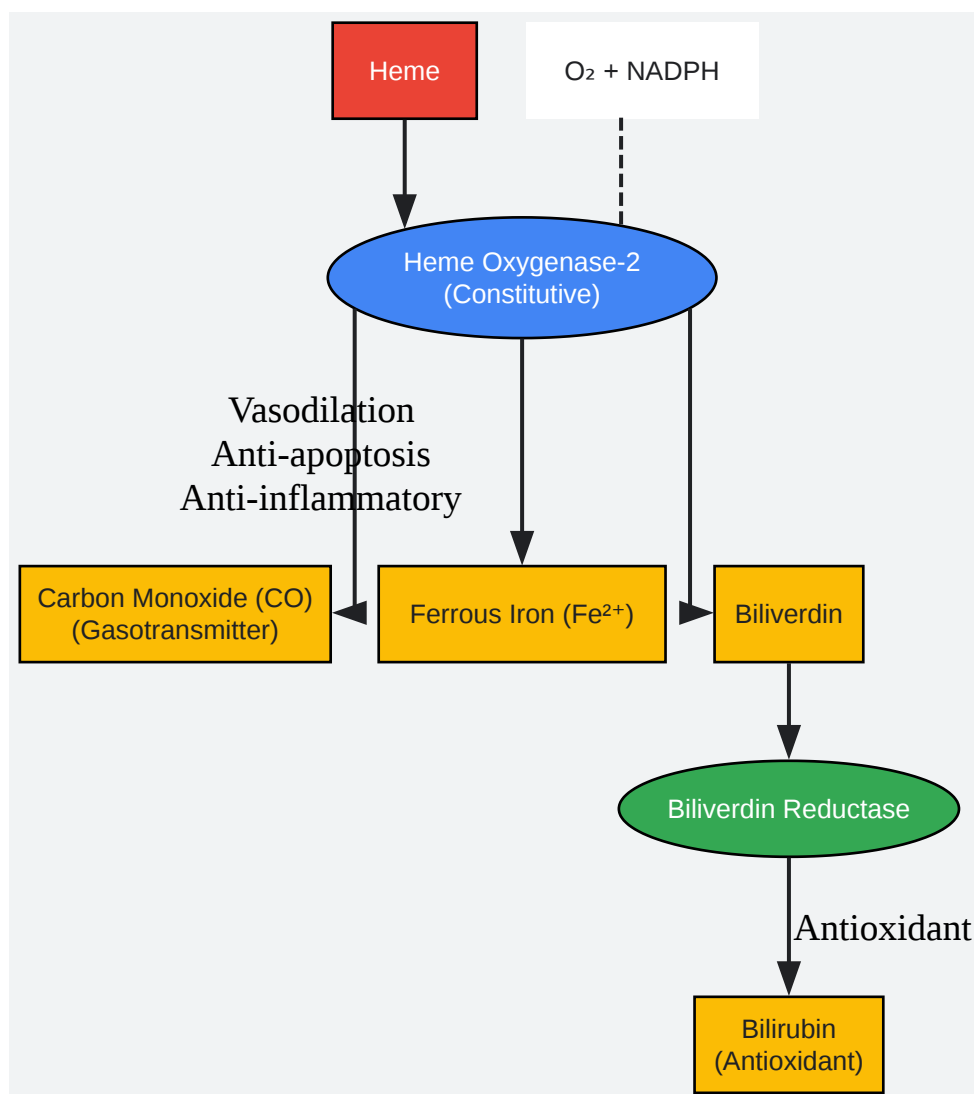 Heme
O₂ + NADPH
Heme Oxygenase-2
(Constitutive)
Vasodilation
Anti-apoptosis
Anti-inflammatory
Carbon Monoxide (CO)
(Gasotransmitter)
Ferrous Iron (Fe²⁺)
Biliverdin
Biliverdin Reductase
Antioxidant
Bilirubin
(Antioxidant)